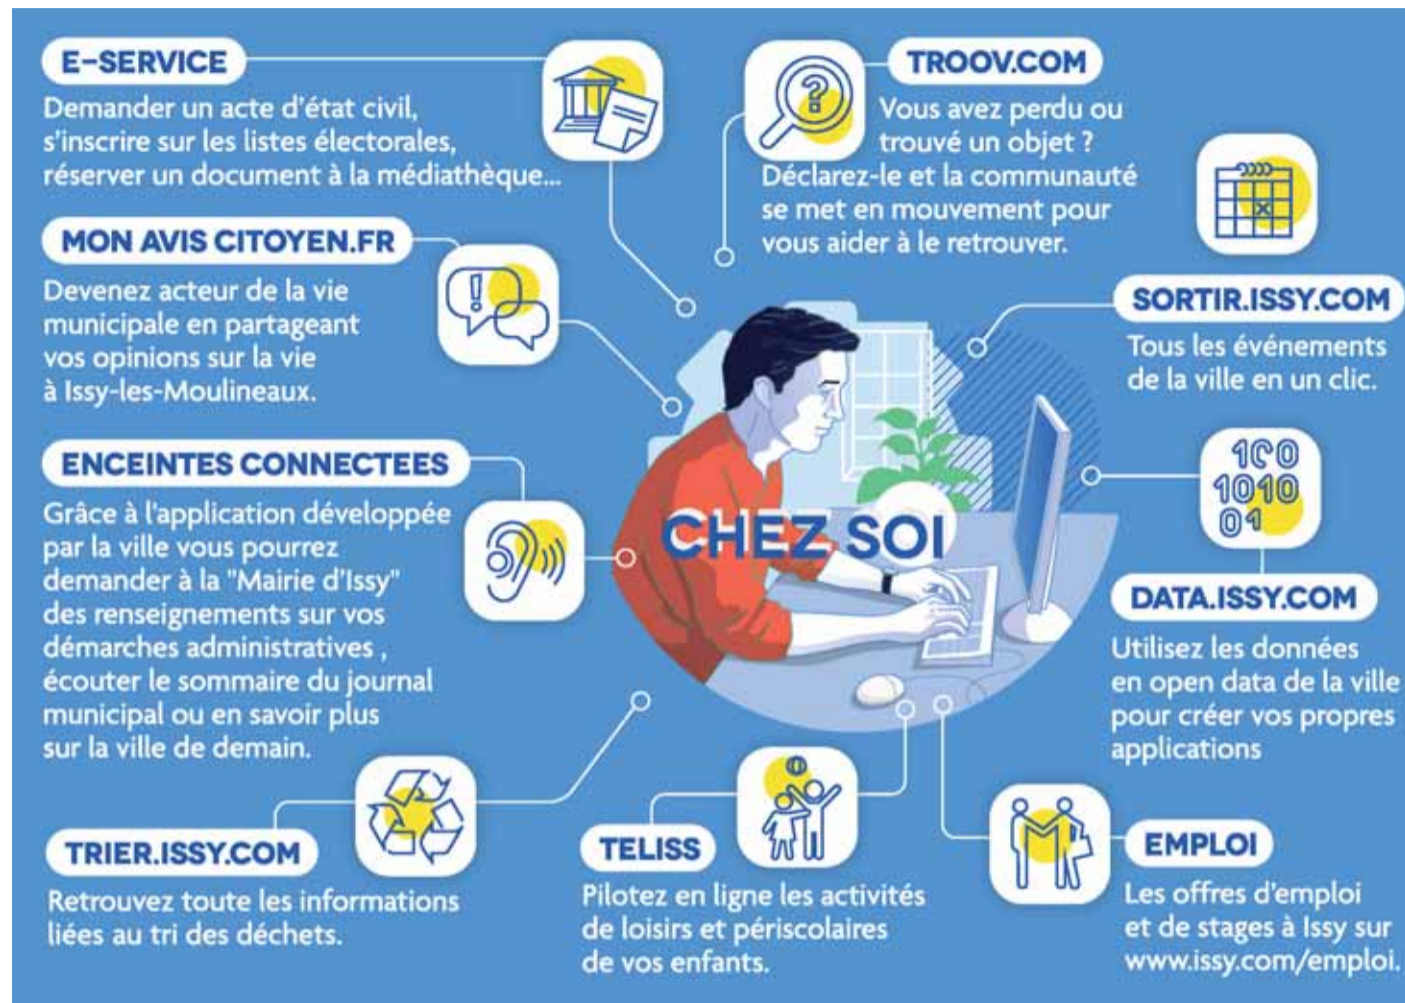 E-SERVICE
Demander un acte d'état civil,
s'inscrire sur les listes électorales,
réserver un document à la médiathèque...
MON AVIS CITOYEN.FR
Devenez acteur de la vie
municipale en partageant
vos opinions sur la vie
à Issy-les-Moulineaux.
ENCEINTES CONNECTEES
Grâce à l'application développée
par la ville vous pourrez
demander à la "Mairie d'Issy"
des renseignements sur vos
démarches administratives ,
écouter le sommaire du journal
municipal ou en savoir plus
sur la ville de demain.
TRIER.ISSY.COM
Retrouvez toute les informations
liées au tri des déchets.
CHEZ SOI
TELISS
Pilotez en ligne les activités
de loisirs et périscolaires
de vos enfants.
TROOV.COM
?
Vous avez perdu ou
trouvé un objet ?
Déclarez-le et la communauté
se met en mouvement pour
vous aider à le retrouver.
SORTIR.ISSY.COM
Tous les événements
de la ville en un clic.
100
1010
01
DATA.ISSY.COM
Utilisez les données
en open data de la ville
pour créer vos propres
applications
EMPLOI
Les offres d'emploi
et de stages à Issy sur
www.issy.com/emploi.